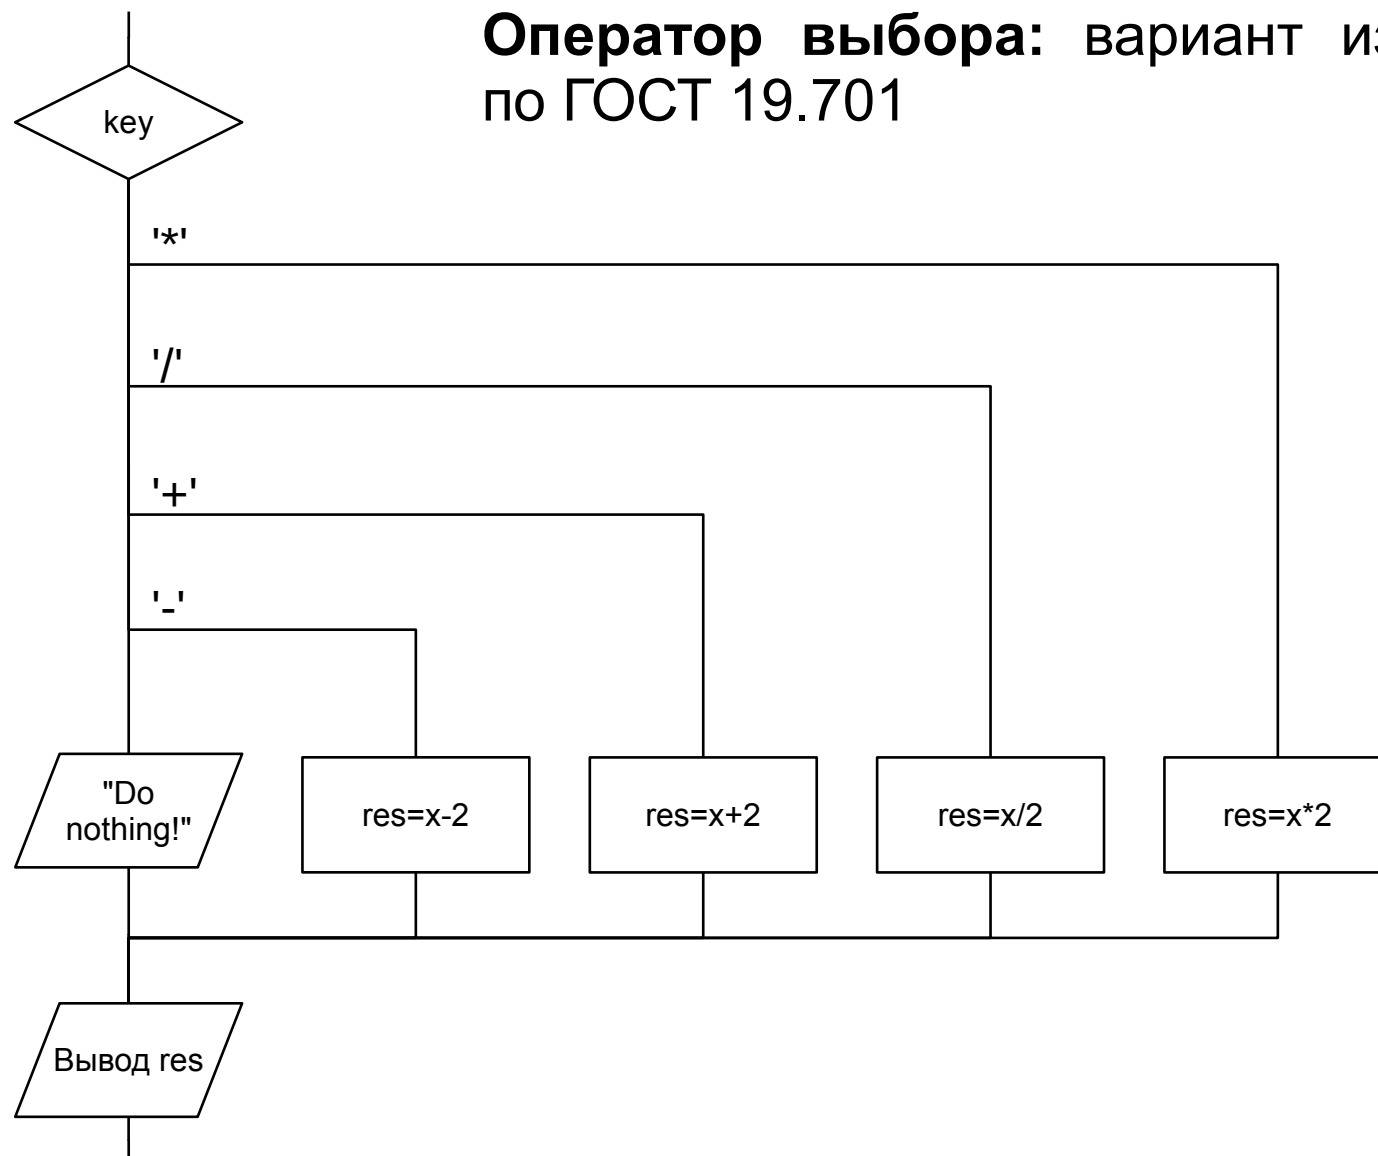 Оператор выбора: вариант
по ГОСТ 19.701
key
'*'
'/'
'+'
'-'
"Do
nothing!"
res=x-2
res=x+2
res=x/2
res=x*2
Вывод res